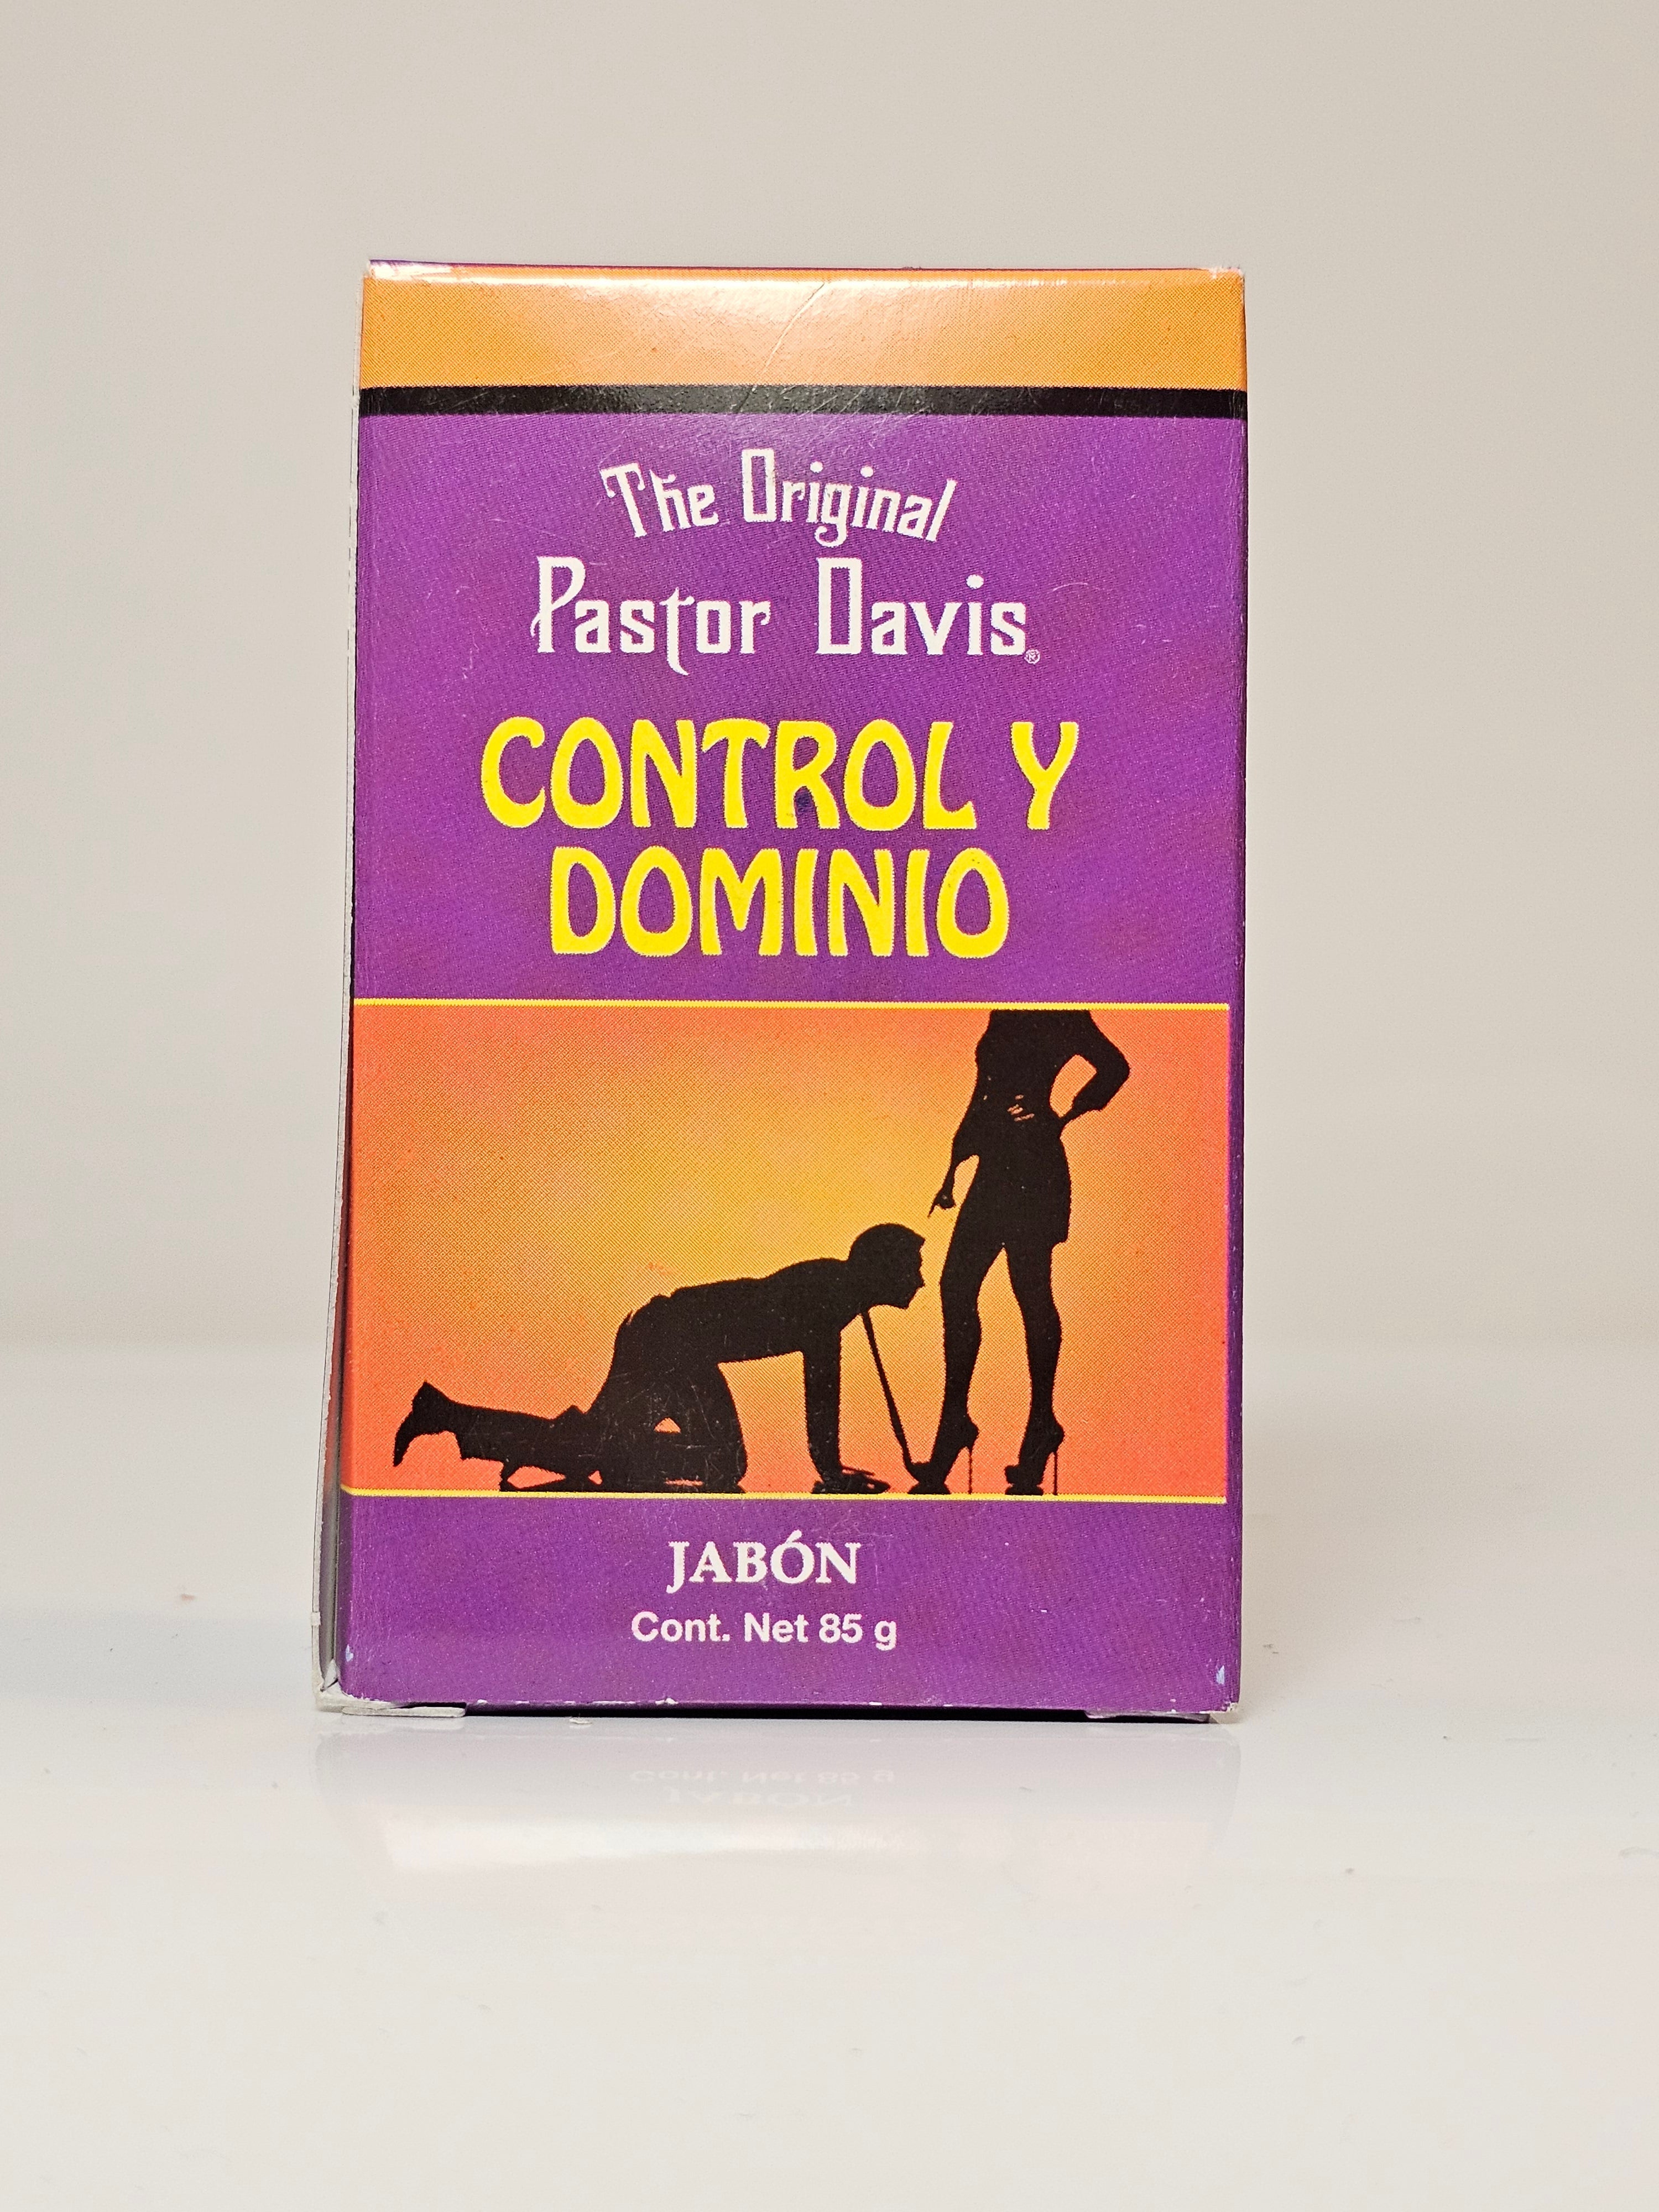 The Original
Pastor Davis®
CONTROL Y
DOMINIO
JABÓN
Cont. Net 85 g